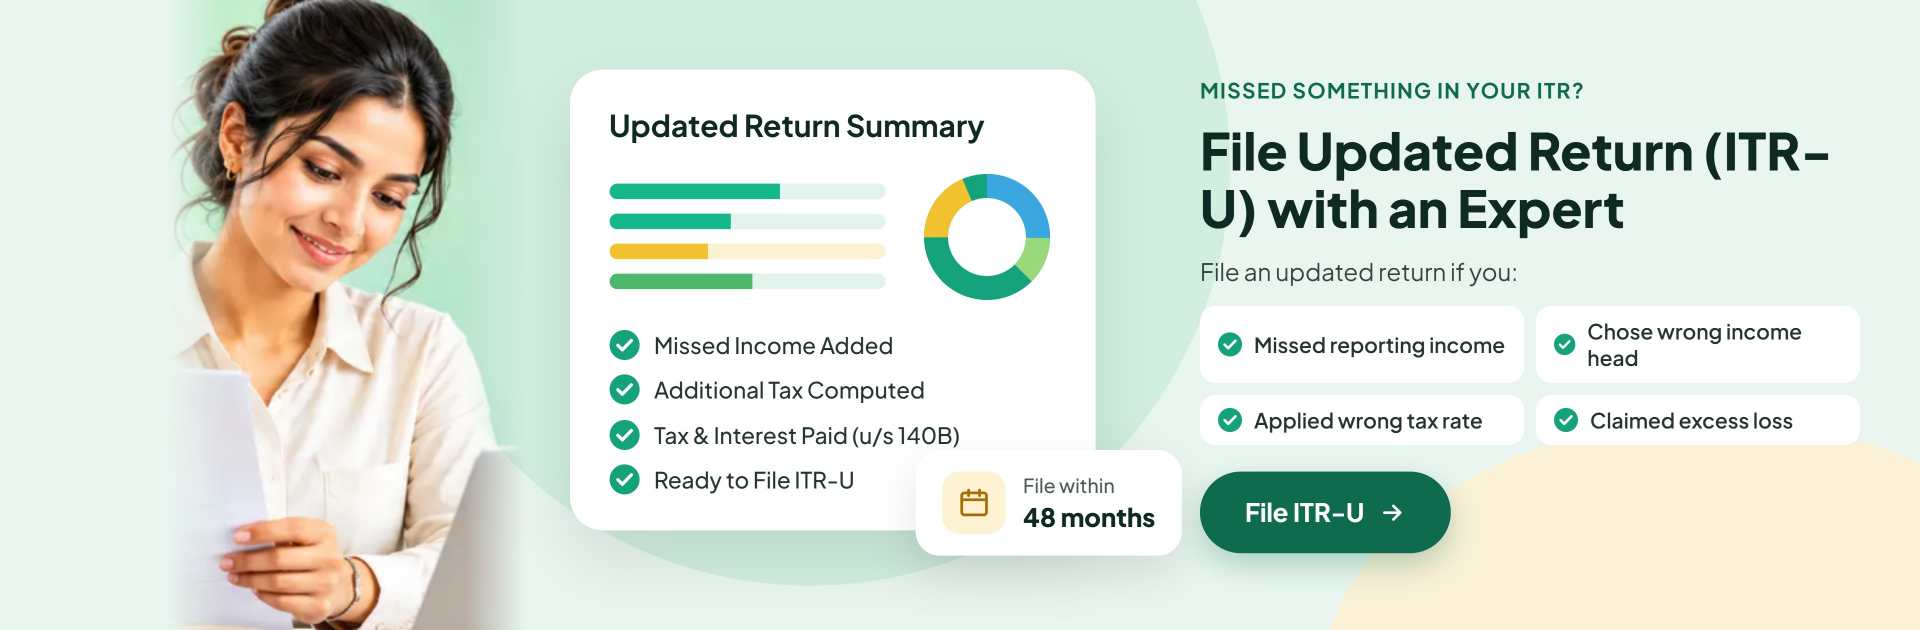 Updated Return Summary
Missed Income Added
Additional Tax Computed
Tax & Interest Paid (u/s 140B)
Ready to File ITR-U
File within
48 months
MISSED SOMETHING IN YOUR ITR?
File Updated Return (ITR-
U) with an Expert
File an updated return if you:
Missed reporting income
Chose wrong income
head
Applied wrong tax rate
Claimed excess loss
File ITR-U